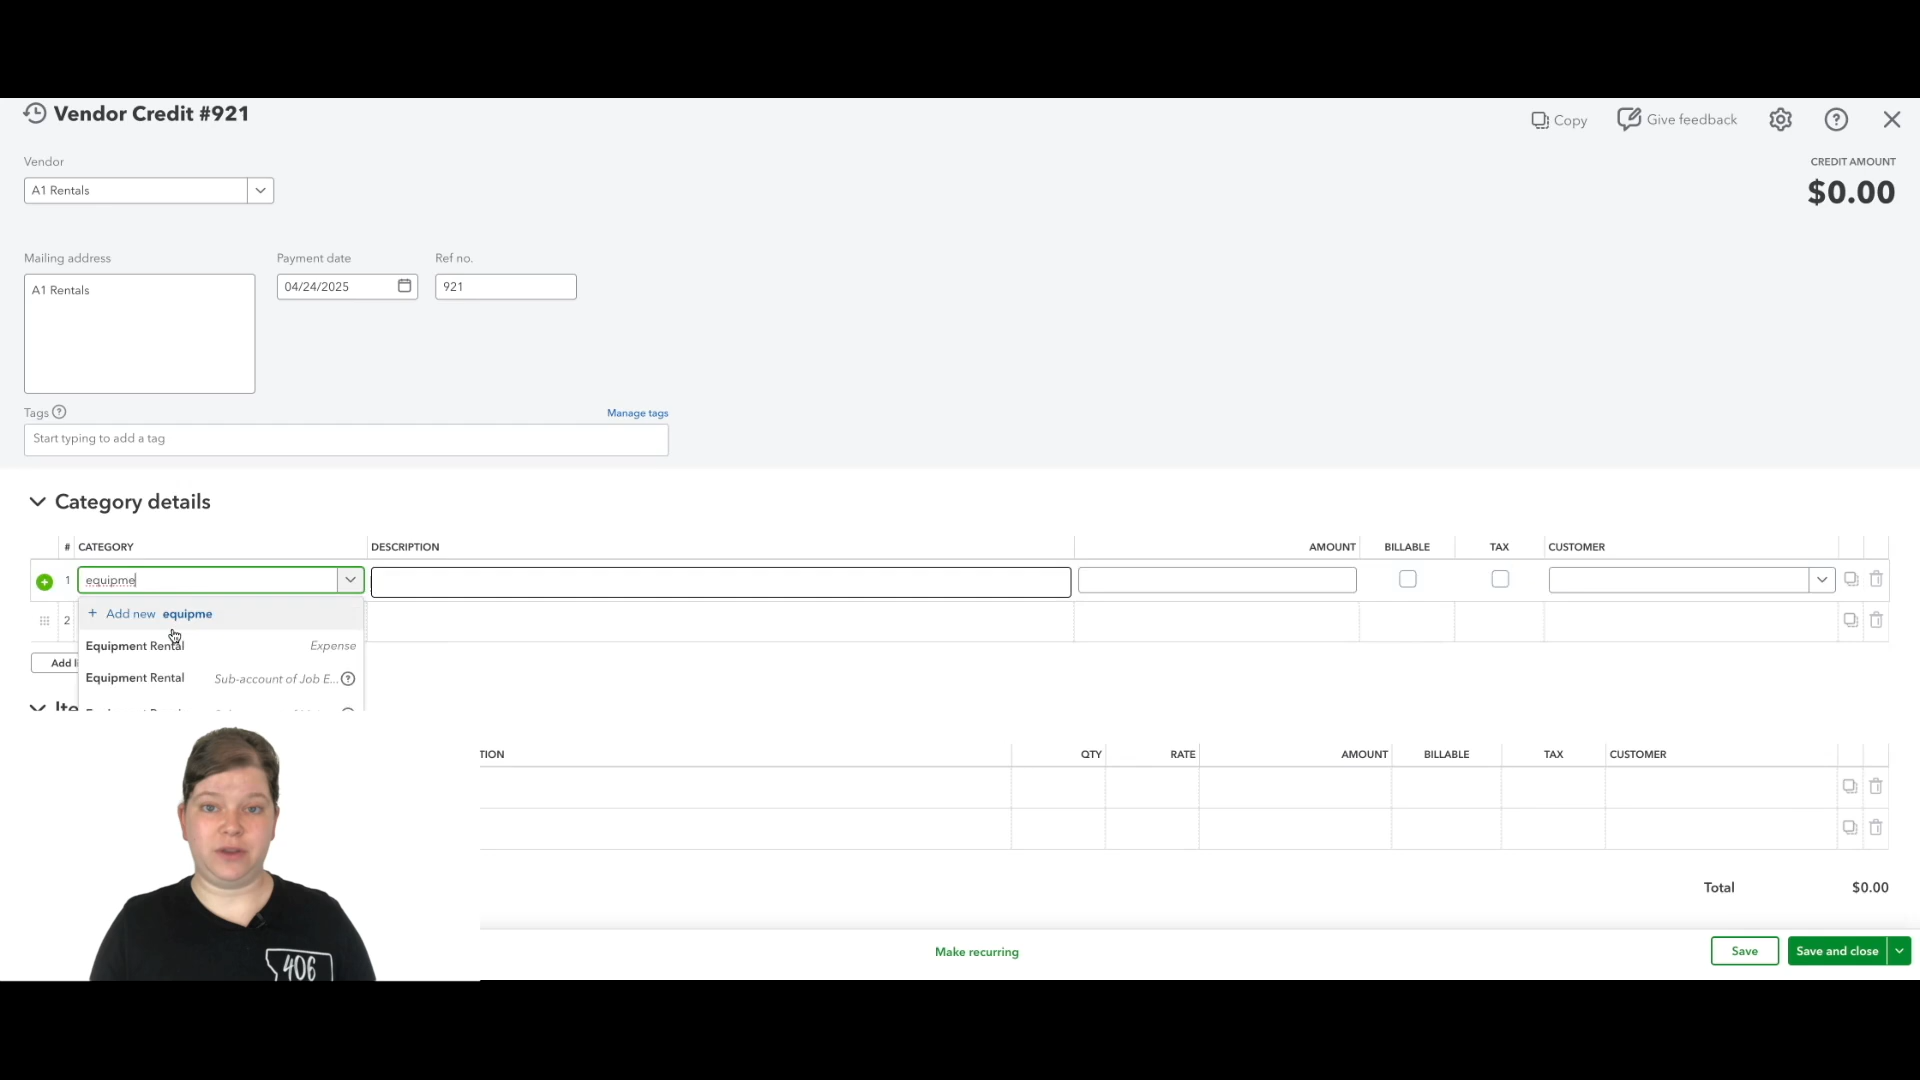 Vendor Credit #921
Copy
Give feedback
Vendor
CREDIT AMOUNT
A1 Rentals
$0.00
Mailing address
Payment date
Ref no.
A1 Rentals
04/24/2025
921
Tags
Manage tags
Start typing to add a tag
Category details
# CATEGORY DESCRIPTION AMOUNT BILLABLE TAX CUSTOMER
1 equipme
+ Add new equipme
2
Equipment Rental Expense
Add li
Equipment Rental Sub-account of Job E...
Ite
TION QTY RATE AMOUNT BILLABLE TAX CUSTOMER
Total $0.00
Make recurring
Save
Save and close
406